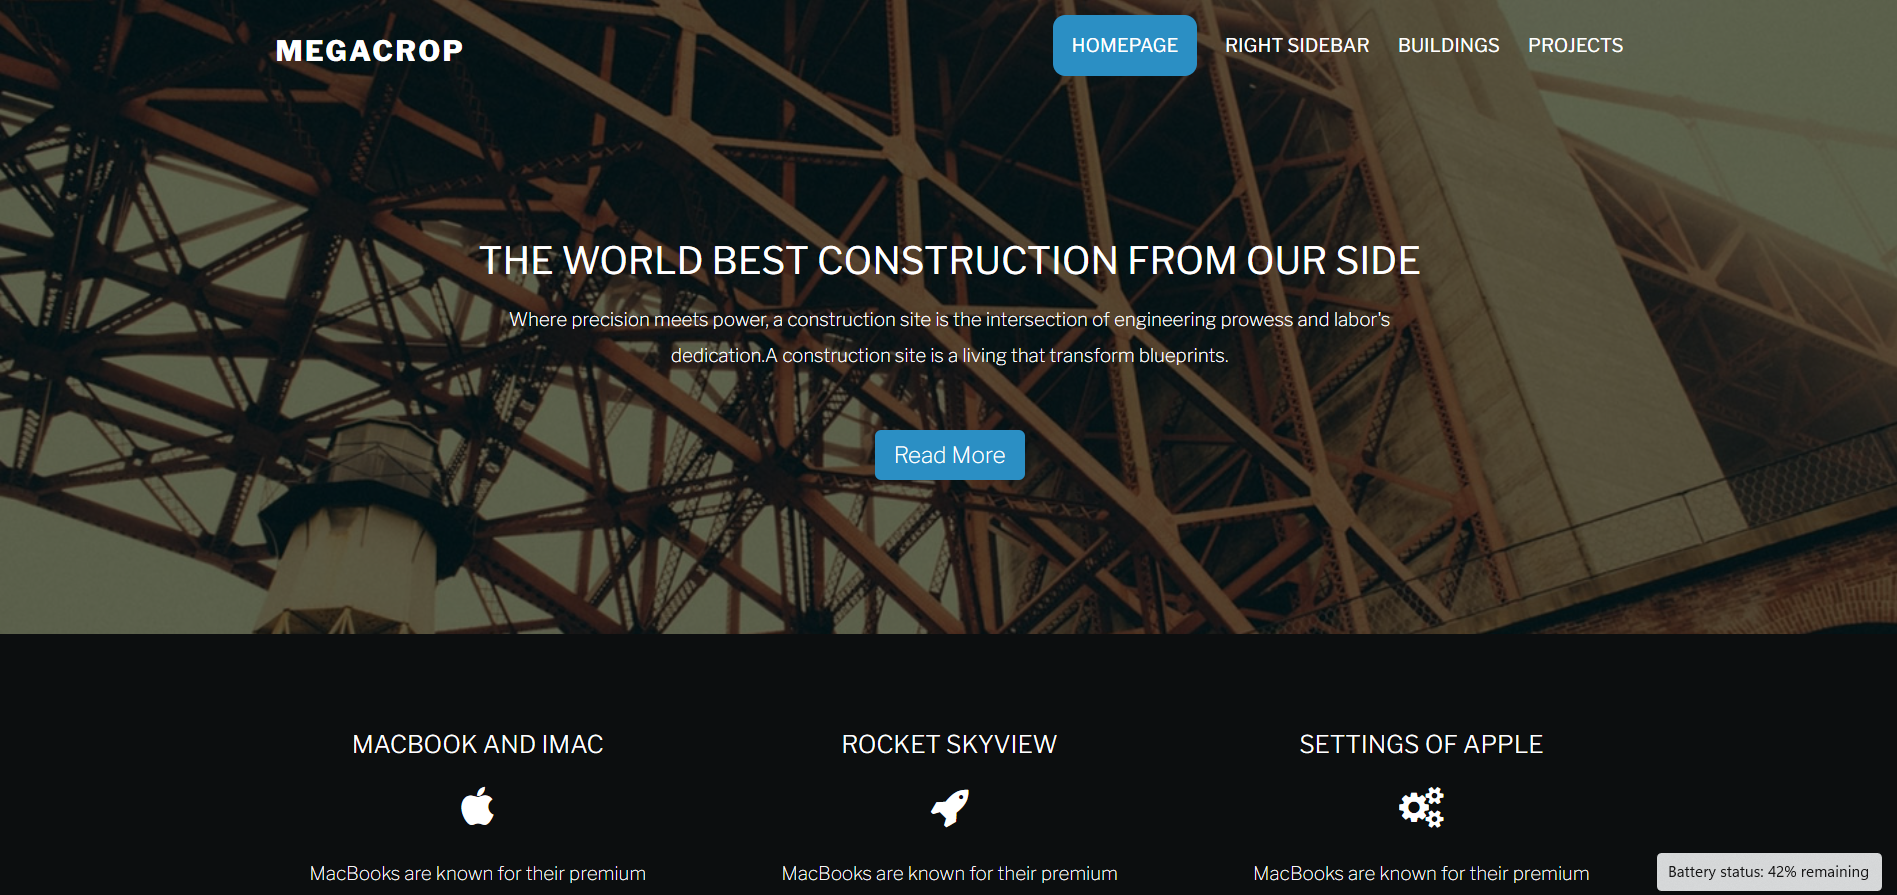 MEGACROP
HOMEPAGE
RIGHT SIDEBAR
BUILDINGS
PROJECTS
THE WORLD BEST CONSTRUCTION FROM OUR SIDE
Where precision meets power, a construction site is the intersection of engineering prowess and labor's
dedication.A construction site is a living that transform blueprints.
Read More
MACBOOK AND IMAC
MacBooks are known for their premium
ROCKET SKYVIEW
MacBooks are known for their premium
SETTINGS OF APPLE
MacBooks are known for their premium
Battery status: 42% remaining